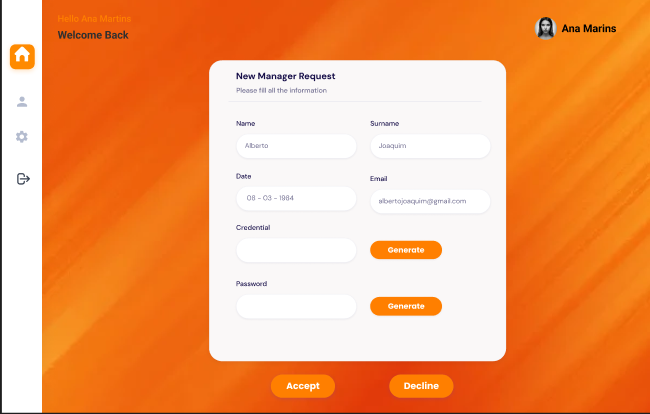 Hello Ana Martins
Welcome Back
Ana Marins
New Manager Request
Please fill all the information
Name
Surname
Alberto
Joaquim
Date
Email
08 - 03 - 1984
albertojoaquim@gmail.com
Credential
Generate
Password
Generate
Accept
Decline